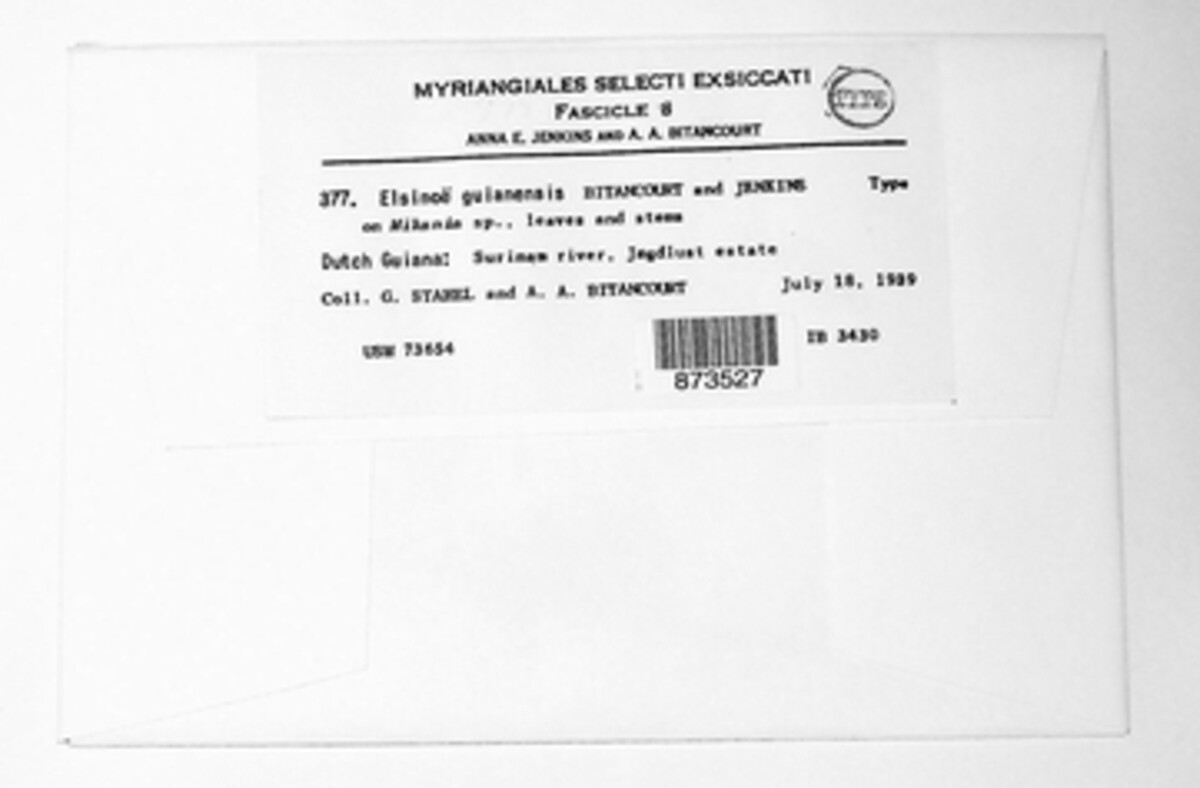 MYRIANGIALES SELECTI EXSICCATI
FASCICLE 8
ANNA E. JENKINS AND A. A. BITANCOURT
TYPE
377. Elsinoë guianensis BITANCOURT and JENKINS Type
on Mikania sp., leaves and stems
Dutch Guiana: Surinam river, Jagdlust estate
Coll. G. STAHEL and A. A. BITANCOURT July 18, 1939
USM 73654
IB 3430
873527